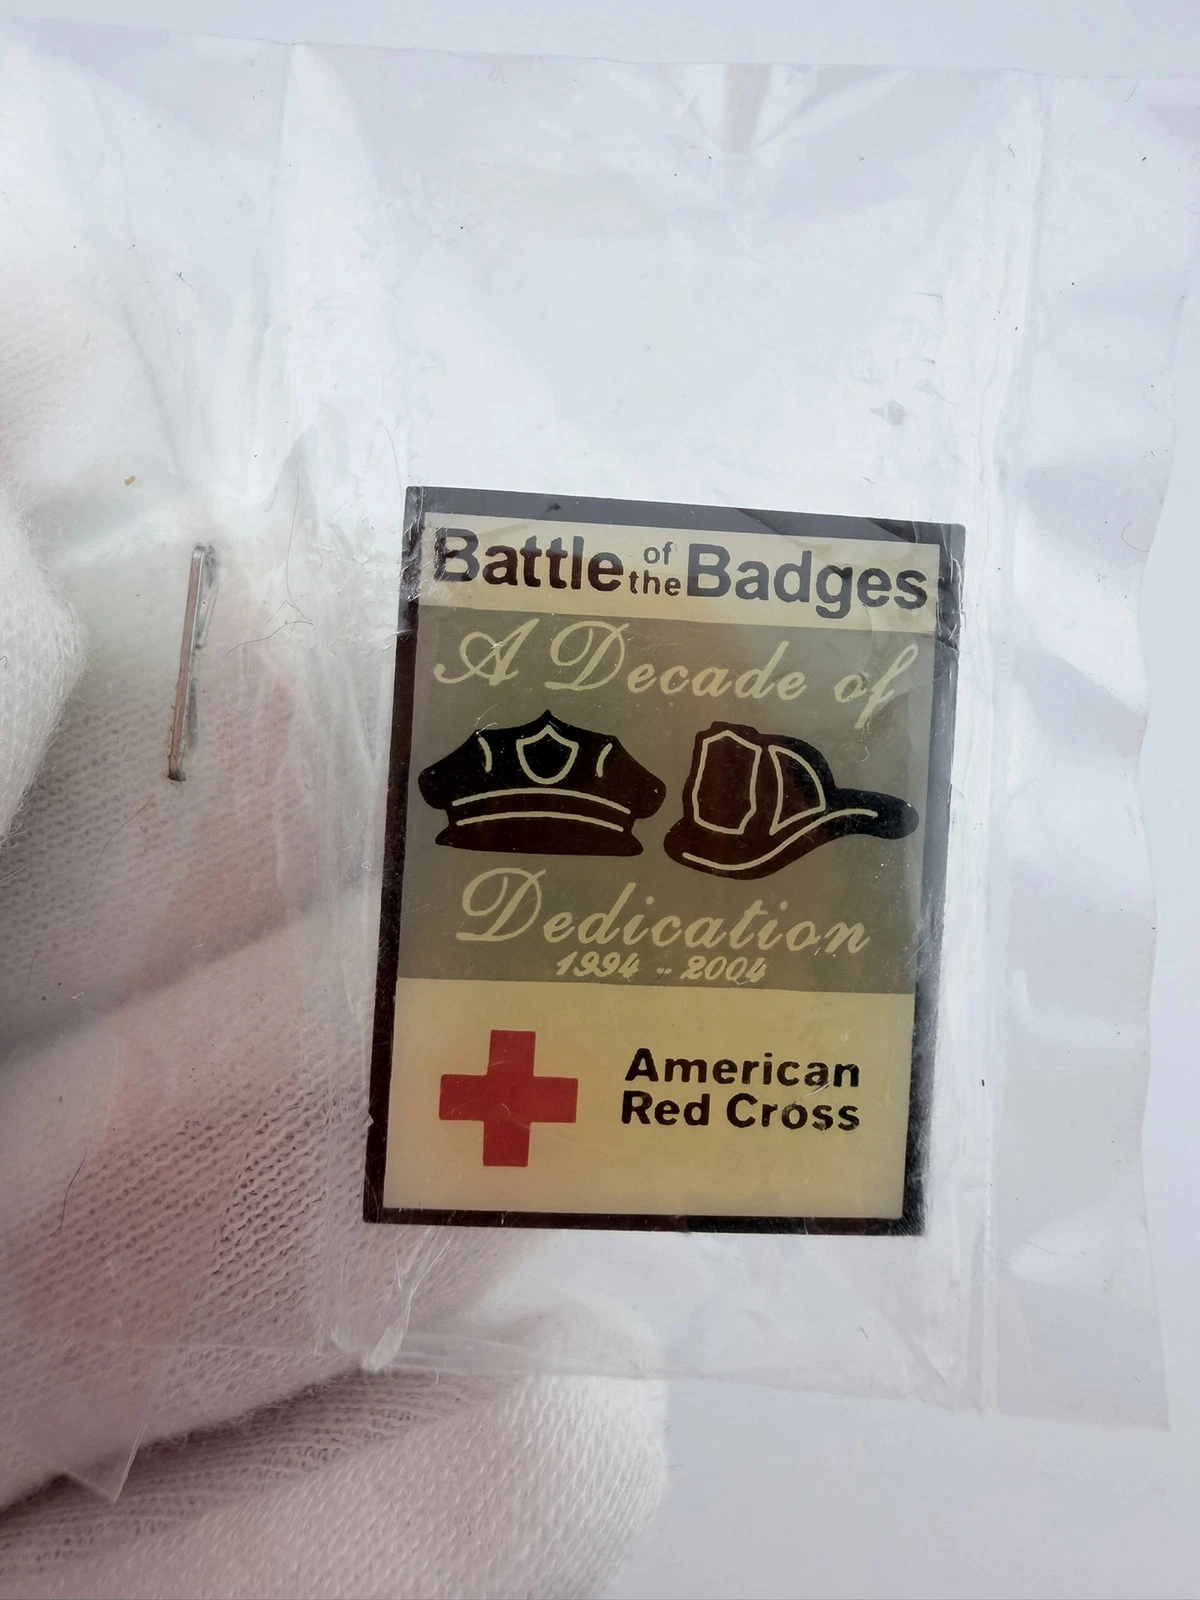 Battle of the Badges
A Decade of
Dedication
1994 - 2004
American
Red Cross